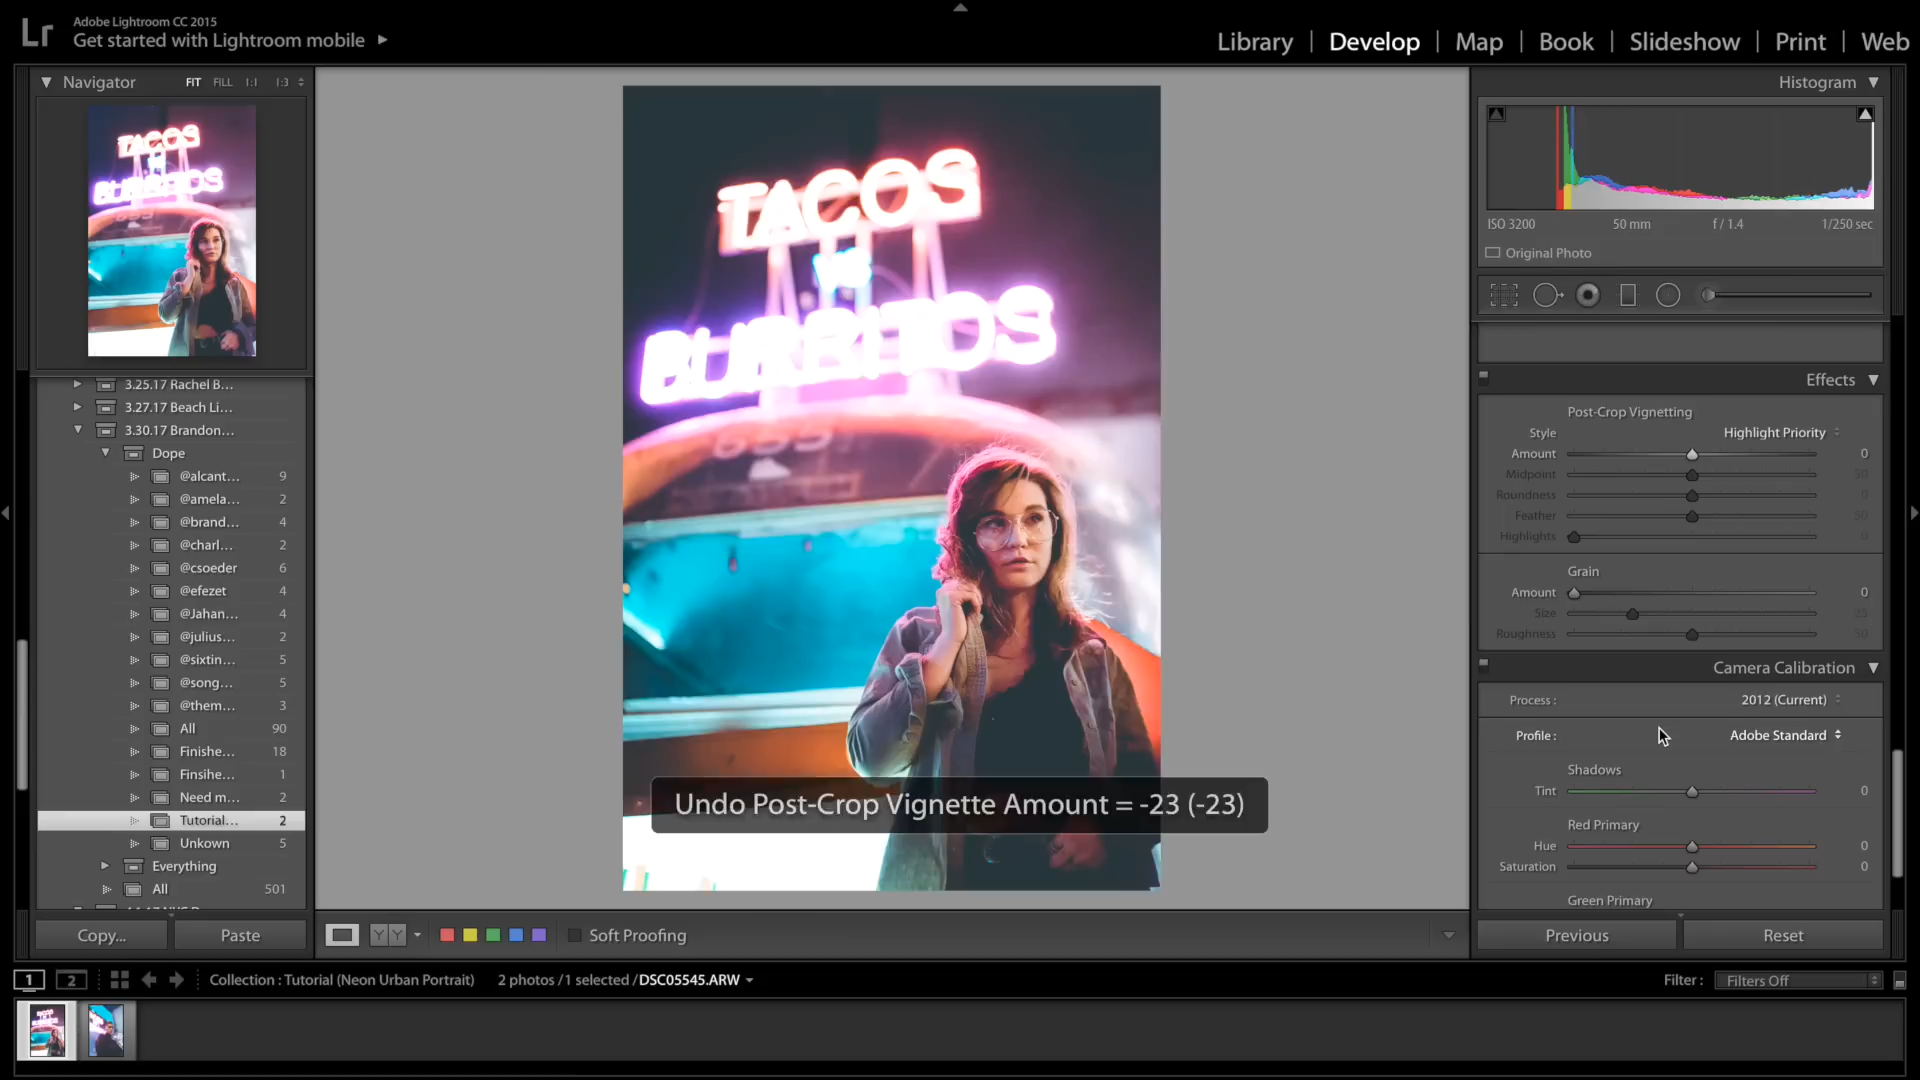 Lr
Adobe Lightroom CC 2015
Get started with Lightroom mobile
Library | Develop | Map | Book | Slideshow | Print | Web
Navigator FIT FILL 1:1 1:3
3.25.17 Rachel B...
3.27.17 Beach Li...
3.30.17 Brandon...
Dope
@alcant... 9
@amela... 2
@brand... 4
@charl... 2
@csoeder 6
@efezet 4
@Jahan... 4
@julius... 2
@sixtin... 5
@song... 5
@them... 3
All 90
Finishe... 18
Finsihe... 1
Need m... 2
Tutorial... 2
Unkown 5
Everything
All 501
Copy... Paste
TACOS
VS
BURRITOS
Undo Post-Crop Vignette Amount = -23 (-23)
Soft Proofing
Histogram
ISO 3200 50 mm f / 1.4 1/250 sec
Original Photo
Effects
Post-Crop Vignetting
Style Highlight Priority
Amount 0
Midpoint 50
Roundness 0
Feather 50
Highlights 0
Grain
Amount 0
Size 25
Roughness 50
Camera Calibration
Process : 2012 (Current)
Profile : Adobe Standard
Shadows
Tint 0
Red Primary
Hue 0
Saturation 0
Green Primary
Previous Reset
1 2 Collection : Tutorial (Neon Urban Portrait) 2 photos /1 selected /DSC05545.ARW
Filter : Filters Off